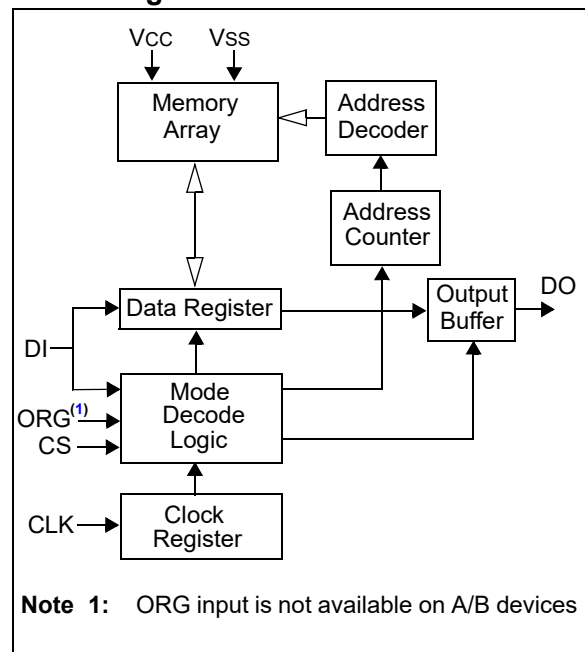 VCC VSS
Memory
Array
Address
Decoder
Address
Counter
Data Register
Output
Buffer
DO
DI
Mode
Decode
Logic
ORG(1)
CS
CLK
Clock
Register
Note 1: ORG input is not available on A/B devices